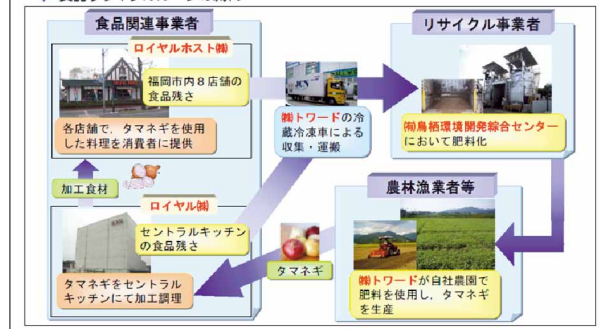 食品関連事業者
ロイヤルホスト㈱
福岡市内8店舗の
食品残さ
各店舗で、タマネギを使用
した料理を消費者に提供
加工食材
ロイヤル㈱
セントラルキッチン
の食品残さ
タマネギをセントラル
キッチンにて加工調理
㈱トワードの冷
蔵冷凍車による
収集・運搬
リサイクル事業者
㈲鳥栖環境開発綜合センター
において肥料化
農林漁業者等
㈱トワードが自社農園で
肥料を使用し、タマネギ
を生産
タマネギ